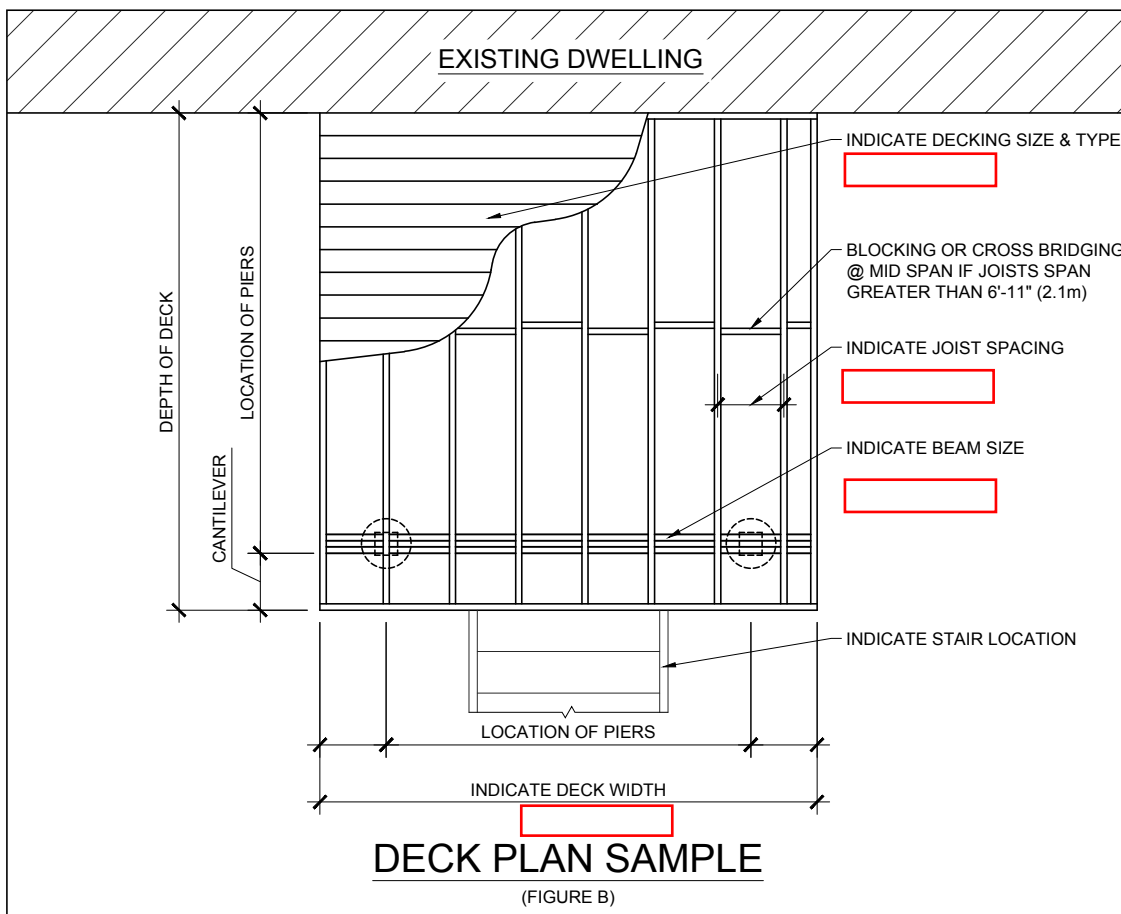 EXISTING DWELLING
INDICATE DECKING SIZE & TYPE
BLOCKING OR CROSS BRIDGING
@ MID SPAN IF JOISTS SPAN
GREATER THAN 6'-11" (2.1m)
INDICATE JOIST SPACING
INDICATE BEAM SIZE
INDICATE STAIR LOCATION
DEPTH OF DECK
LOCATION OF PIERS
CANTILEVER
LOCATION OF PIERS
INDICATE DECK WIDTH
DECK PLAN SAMPLE
(FIGURE B)